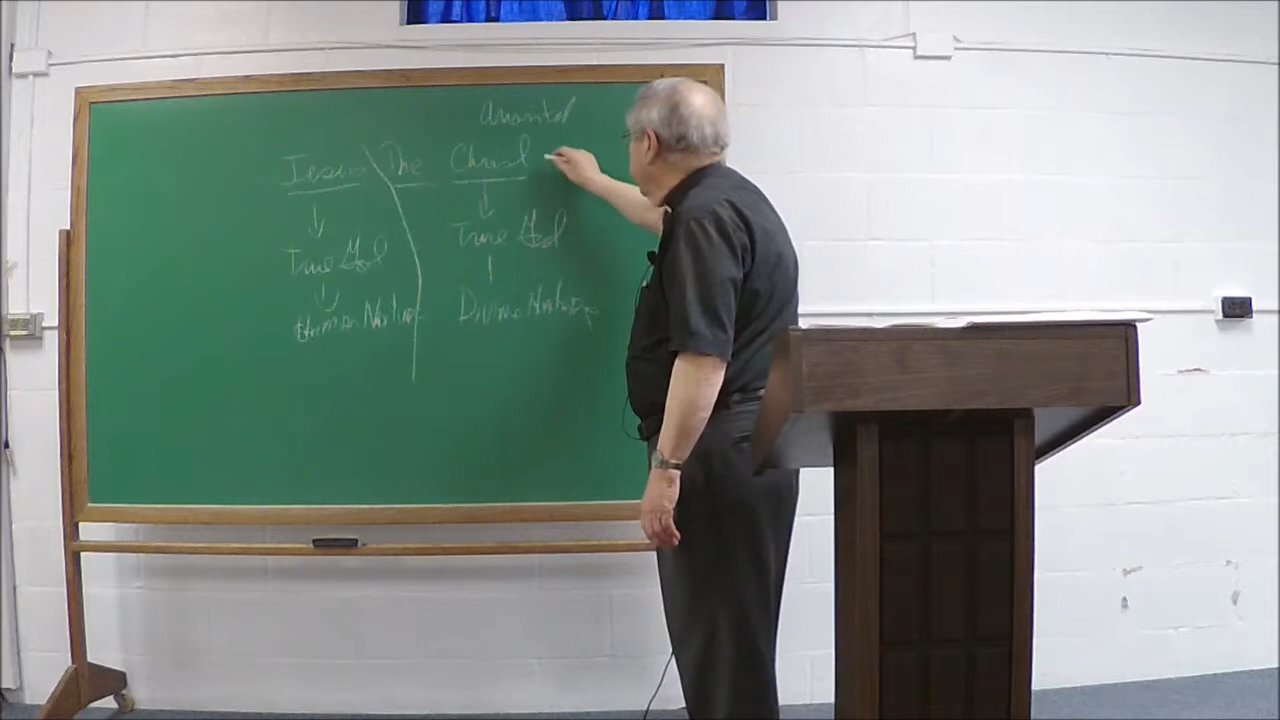 Anointed
Jesus The Christ
True God True God
Human Nature Divine Nature